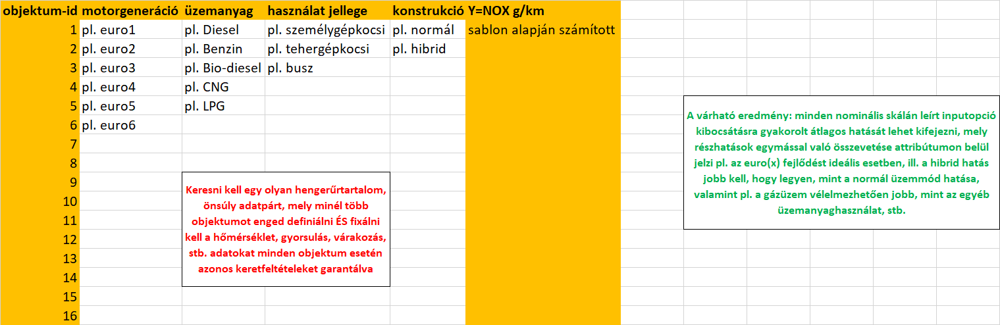 objektum-id motorgeneráció üzemanyag használat jellege konstrukció Y=NOX g/km
1 pl. euro1 pl. Diesel pl. személygépkocsi pl. normál sablon alapján számított
2 pl. euro2 pl. Benzin pl. tehergépkocsi pl. hibrid
3 pl. euro3 pl. Bio-diesel pl. busz
4 pl. euro4 pl. CNG
5 pl. euro5 pl. LPG
6 pl. euro6
7
8
9
10
11
12
13
14
15
16
Keresni kell egy olyan hengerűrtartalom,
önsúly adatpárt, mely minél több
objektumot enged definiálni ÉS fixálni
kell a hőmérséklet, gyorsulás, várakozás,
stb. adatokat minden objektum esetén
azonos keretfeltételeket garantálva
A várható eredmény: minden nominális skálán leírt inputopció
kibocsátásra gyakorolt átlagos hatását lehet kifejezni, mely
részhatások egymással való összevetése attribútumon belül
jelzi pl. az euro(x) fejlődést ideális esetben, ill. a hibrid hatás
jobb kell, hogy legyen, mint a normál üzemmód hatása,
valamint pl. a gázüzem vélelmezhetően jobb, mint az egyéb
üzemanyaghasználat, stb.